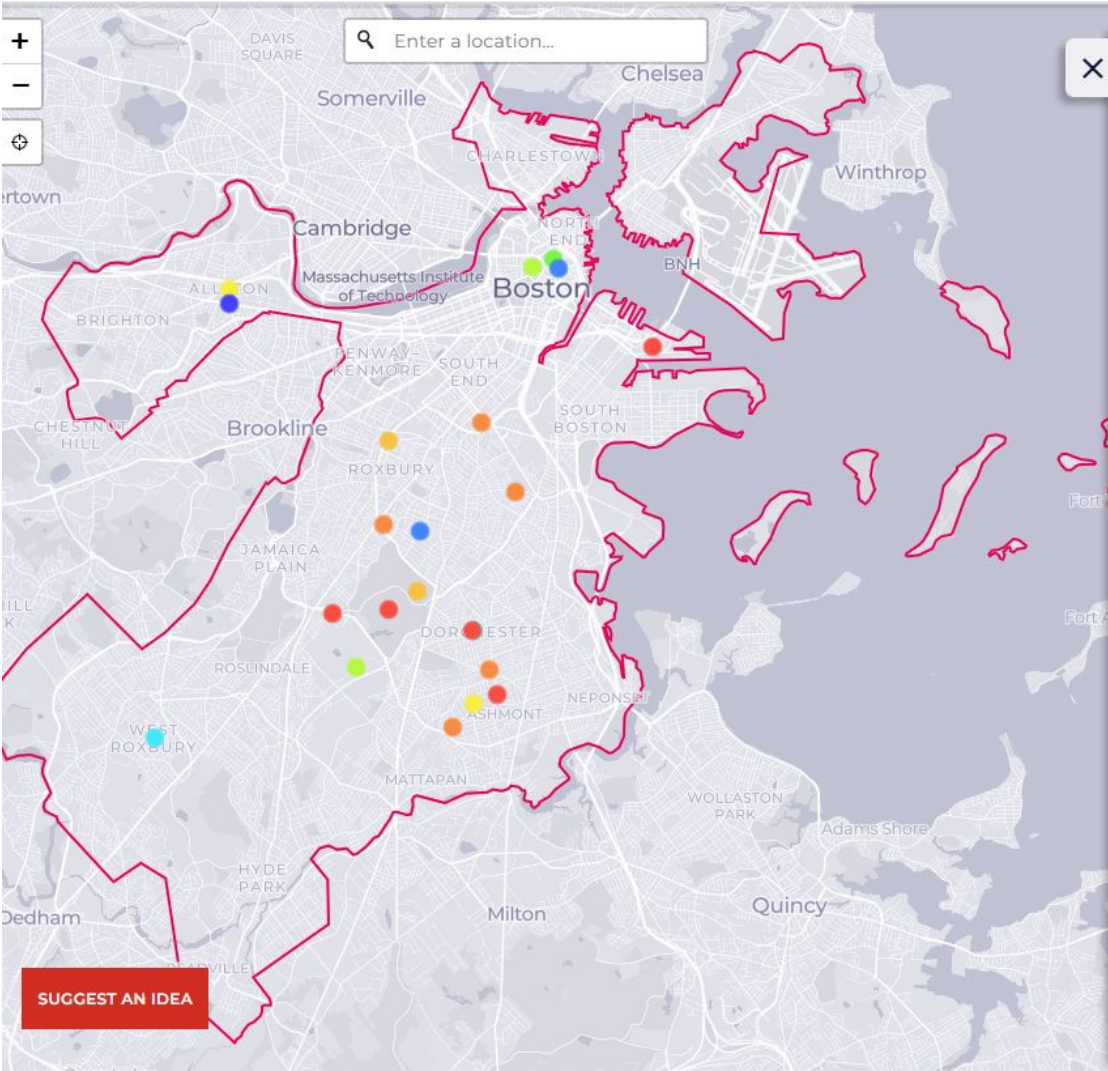 +
−
DAVIS
SQUARE
Enter a location...
×
Chelsea
Somerville
CHARLESTOWN
Winthrop
ertown
Cambridge
NORTH
END
BNH
Massachusetts Institute
of Technology
Boston
ALLSTON
BRIGHTON
FENWAY–
KENMORE
SOUTH
END
SOUTH
BOSTON
CHESTNUT
HILL
Brookline
ROXBURY
Fort
JAMAICA
PLAIN
HILL
K
Fort A
DORCHESTER
ROSLINDALE
NEPONSET
ASHMONT
WEST
ROXBURY
MATTAPAN
WOLLASTON
PARK
Adams Shore
HYDE
PARK
Dedham
Milton
Quincy
READVILLE
SUGGEST AN IDEA